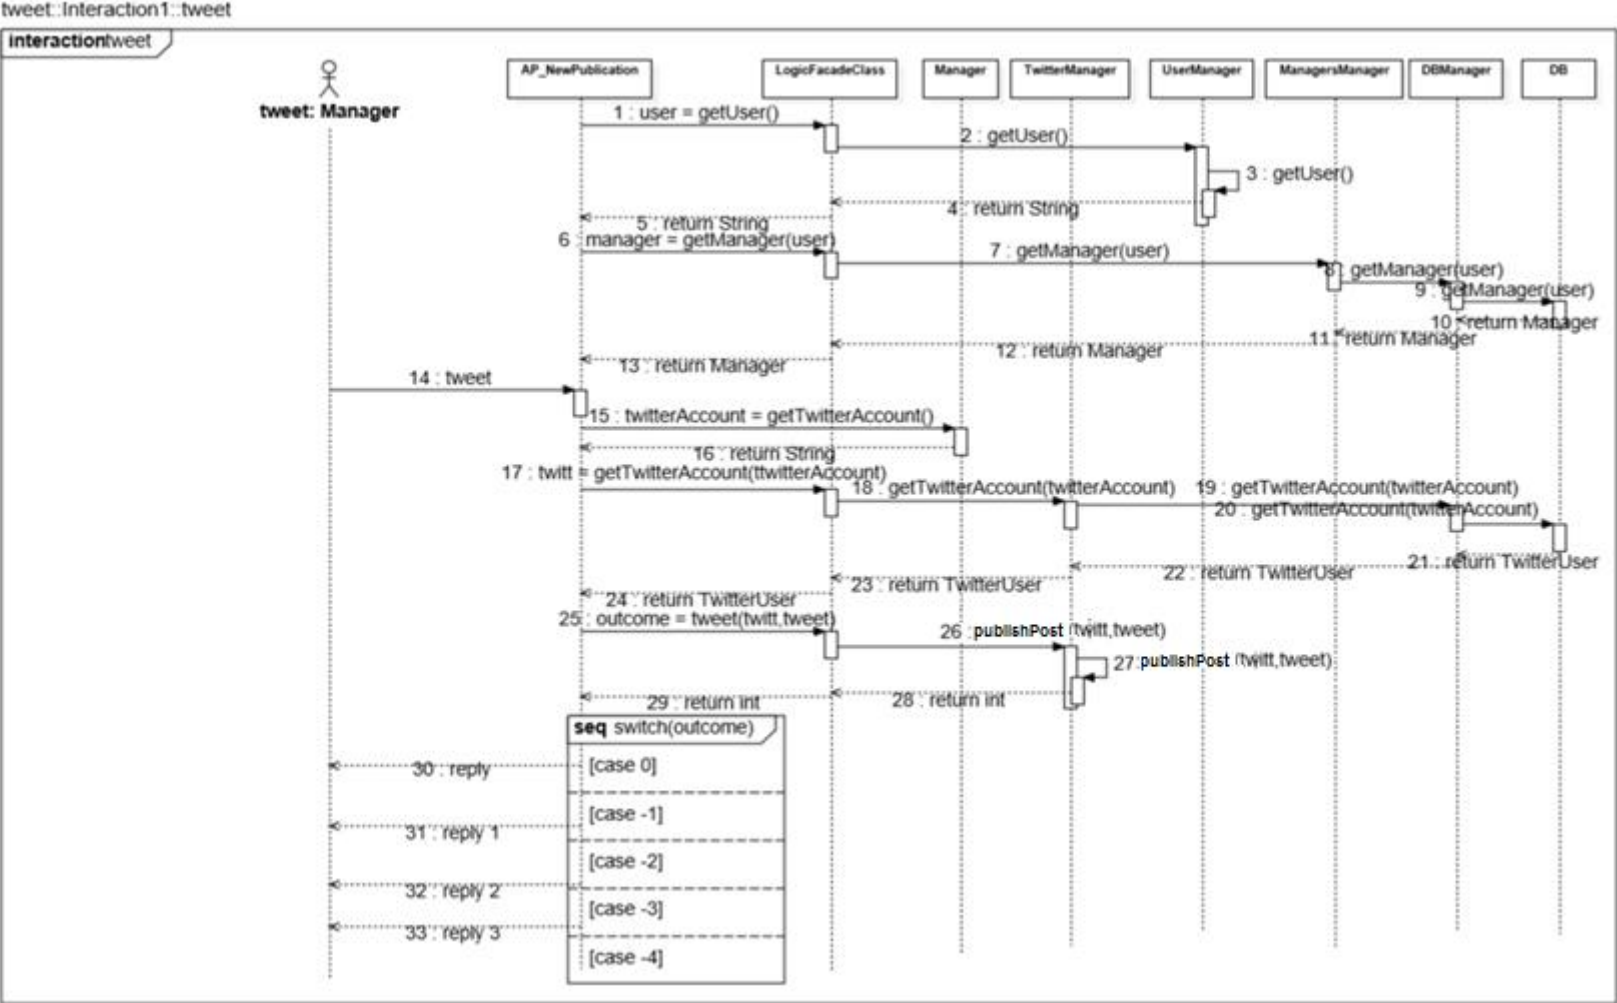 tweet::Interaction1::tweet
interactiontweet
tweet: Manager
AP_NewPublication
LogicFacadeClass
Manager
TwitterManager
UserManager
ManagersManager
DBManager
DB
1 : user = getUser()
2 : getUser()
3 : getUser()
4 : return String
5 : return String
6 : manager = getManager(user)
7 : getManager(user)
8 : getManager(user)
9 : getManager(user)
10 : return Manager
11 : return Manager
12 : return Manager
13 : return Manager
14 : tweet
15 : twitterAccount = getTwitterAccount()
16 : return String
17 : twitt = getTwitterAccount(ttwitterAccount)
18 : getTwitterAccount(twitterAccount)
19 : getTwitterAccount(twitterAccount)
20 : getTwitterAccount(twitterAccount)
21 : return TwitterUser
22 : return TwitterUser
23 : return TwitterUser
24 : return TwitterUser
25 : outcome = tweet(twitt,tweet)
26 : publishPost (twitt,tweet)
27 : publishPost (twitt,tweet)
28 : return int
29 : return int
seq switch(outcome)
30 : reply
[case 0]
31 : reply 1
[case -1]
32 : reply 2
[case -2]
33 : reply 3
[case -3]
[case -4]